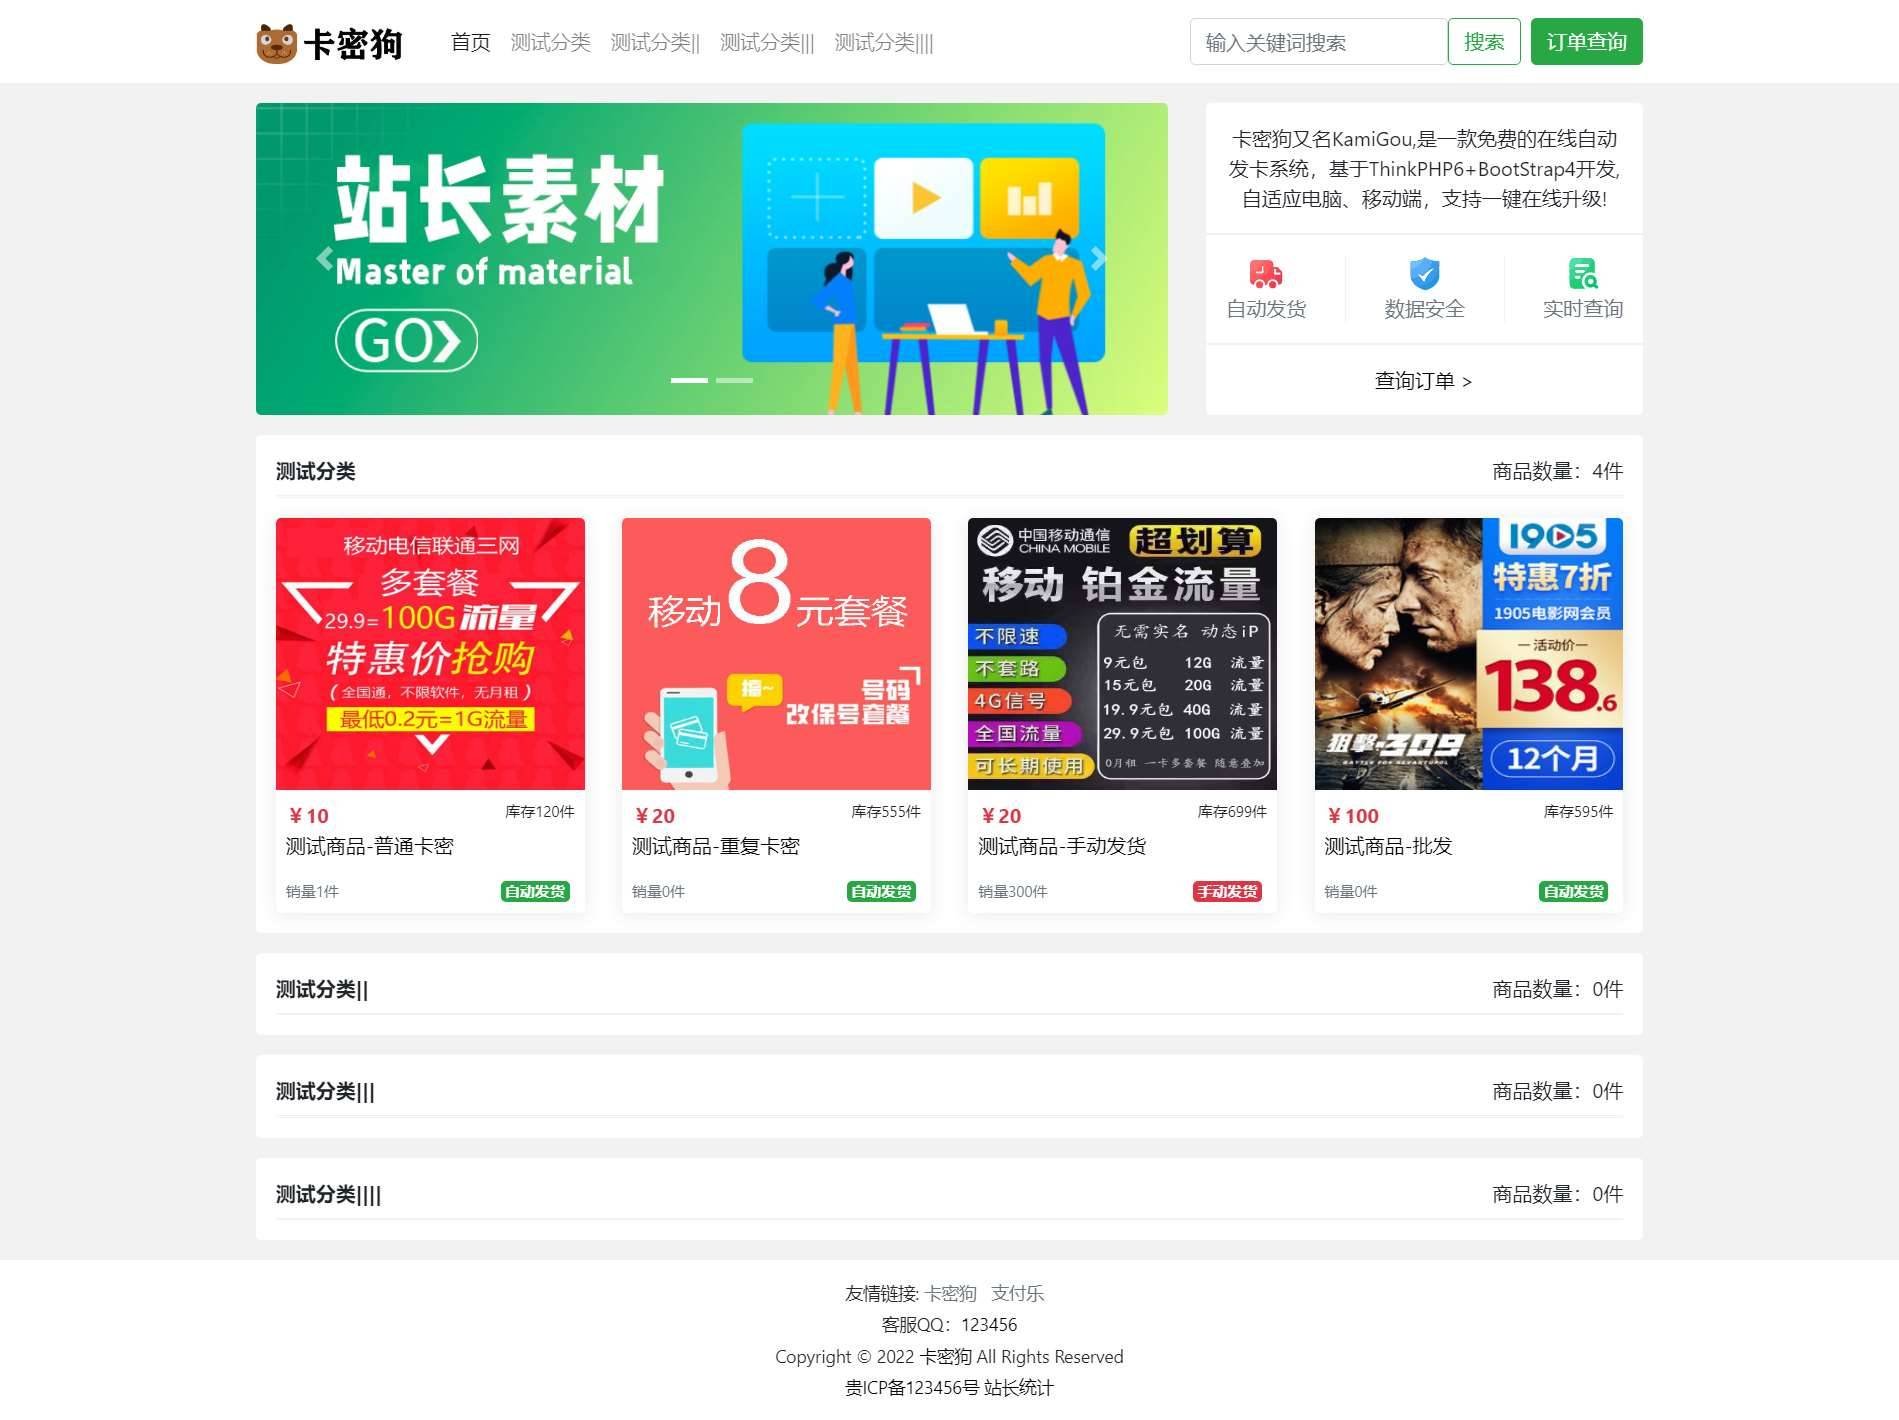 卡密狗
首页 测试分类 测试分类|| 测试分类||| 测试分类||||
输入关键词搜索 搜索 订单查询
站长素材
Master of material
GO
卡密狗又名KamiGou,是一款免费的在线自动
发卡系统，基于ThinkPHP6+BootStrap4开发,
自适应电脑、移动端，支持一键在线升级!
自动发货 数据安全 实时查询
查询订单 >
测试分类 商品数量：4件
移动电信联通三网
多套餐
29.9=100G流量
特惠价抢购
(全国通，不限软件，无月租)
最低0.2元=1G流量
￥10 库存120件
测试商品-普通卡密
销量1件 自动发货
移动8元套餐
搞~
号码
改保号套餐
￥20 库存555件
测试商品-重复卡密
销量0件 自动发货
中国移动通信
CHINA MOBILE
超划算
移动 铂金流量
无需实名 动态iP
不限速
不套路
4G信号
全国流量
可长期使用
9元包 12G 流量
15元包 20G 流量
19.9元包 40G 流量
29.9元包 100G 流量
0月租 一卡多套餐 随意叠加
￥20 库存699件
测试商品-手动发货
销量300件 手动发货
1905
特惠7折
1905电影网会员
活动价
138.6
12个月
狙擊·309
BATTLE FOR SEVASTOPOL
￥100 库存595件
测试商品-批发
销量0件 自动发货
测试分类|| 商品数量：0件
测试分类||| 商品数量：0件
测试分类|||| 商品数量：0件
友情链接: 卡密狗 支付乐
客服QQ：123456
Copyright © 2022 卡密狗 All Rights Reserved
贵ICP备123456号 站长统计